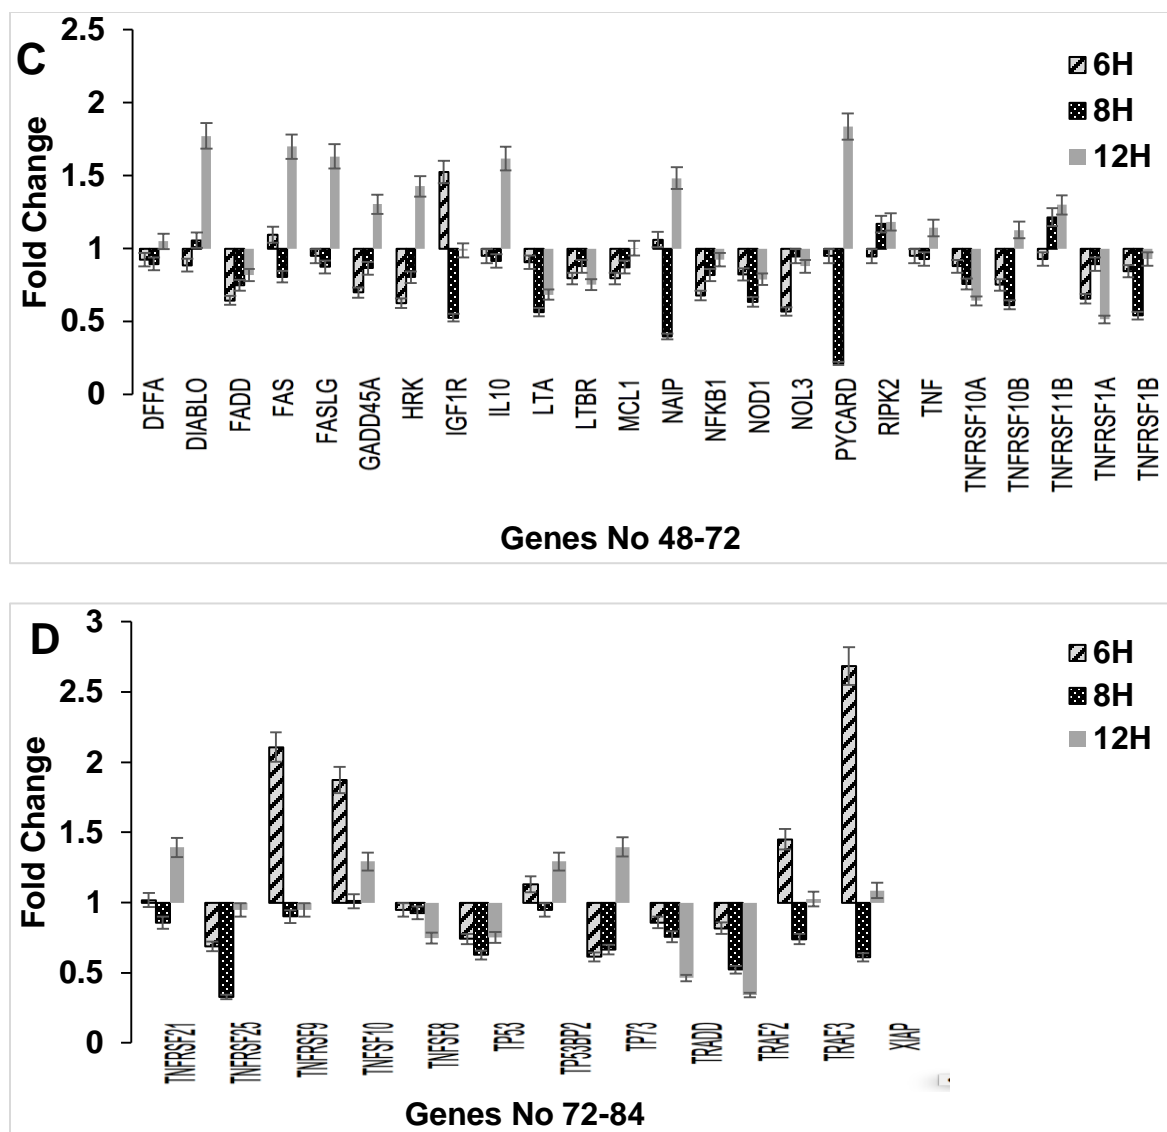 C
2.5
2
1.5
1
0.5
0
Fold Change
6H
8H
12H
DFFA
DIABLO
FADD
FAS
FASLG
GADD45A
HRK
IGF1R
IL10
LTA
LTBR
MCL1
NAIP
NFKB1
NOD1
NOL3
PYCARD
RIPK2
TNF
TNFRSF10A
TNFRSF10B
TNFRSF11B
TNFRSF1A
TNFRSF1B
Genes No 48-72
D
3
2.5
2
1.5
1
0.5
0
Fold Change
6H
8H
12H
TNFRSF21
TNFRSF25
TNFRSF9
TNFSF10
TNFSF8
TP53
TP53BP2
TP73
TRADD
TRAF2
TRAF3
XIAP
Genes No 72-84